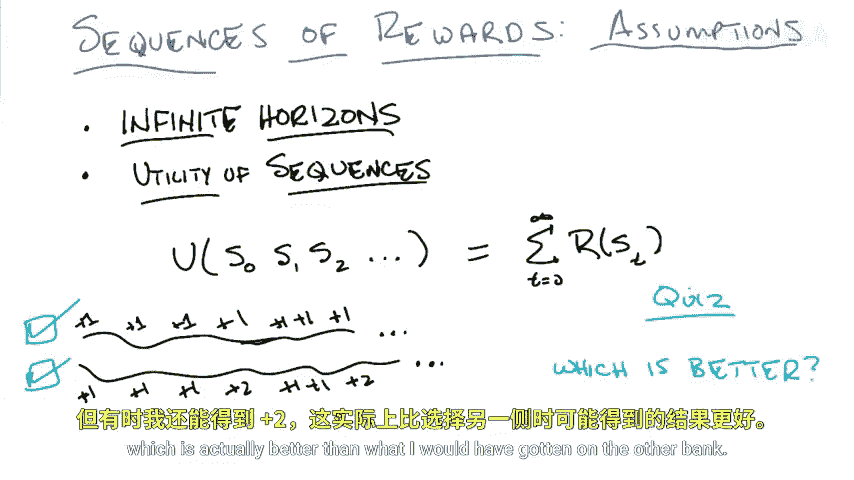 SEQUENCES OF REWARDS: ASSUMPTIONS
• INFINITE HORIZONS
• UTILITY OF SEQUENCES
U(S₀ S₁ S₂ ...) = ∑_{t=0}^{∞} R(S_t)
Quiz
+1 +1 +1 +1 +1 +1 +1 ...
WHICH IS BETTER?
+1 +1 +1 +2 +1 +1 +2 ...
但有时我还能得到 +2，这实际上比选择另一侧时可能得到的结果更好。
which is actually better than what I would have gotten on the other bank.